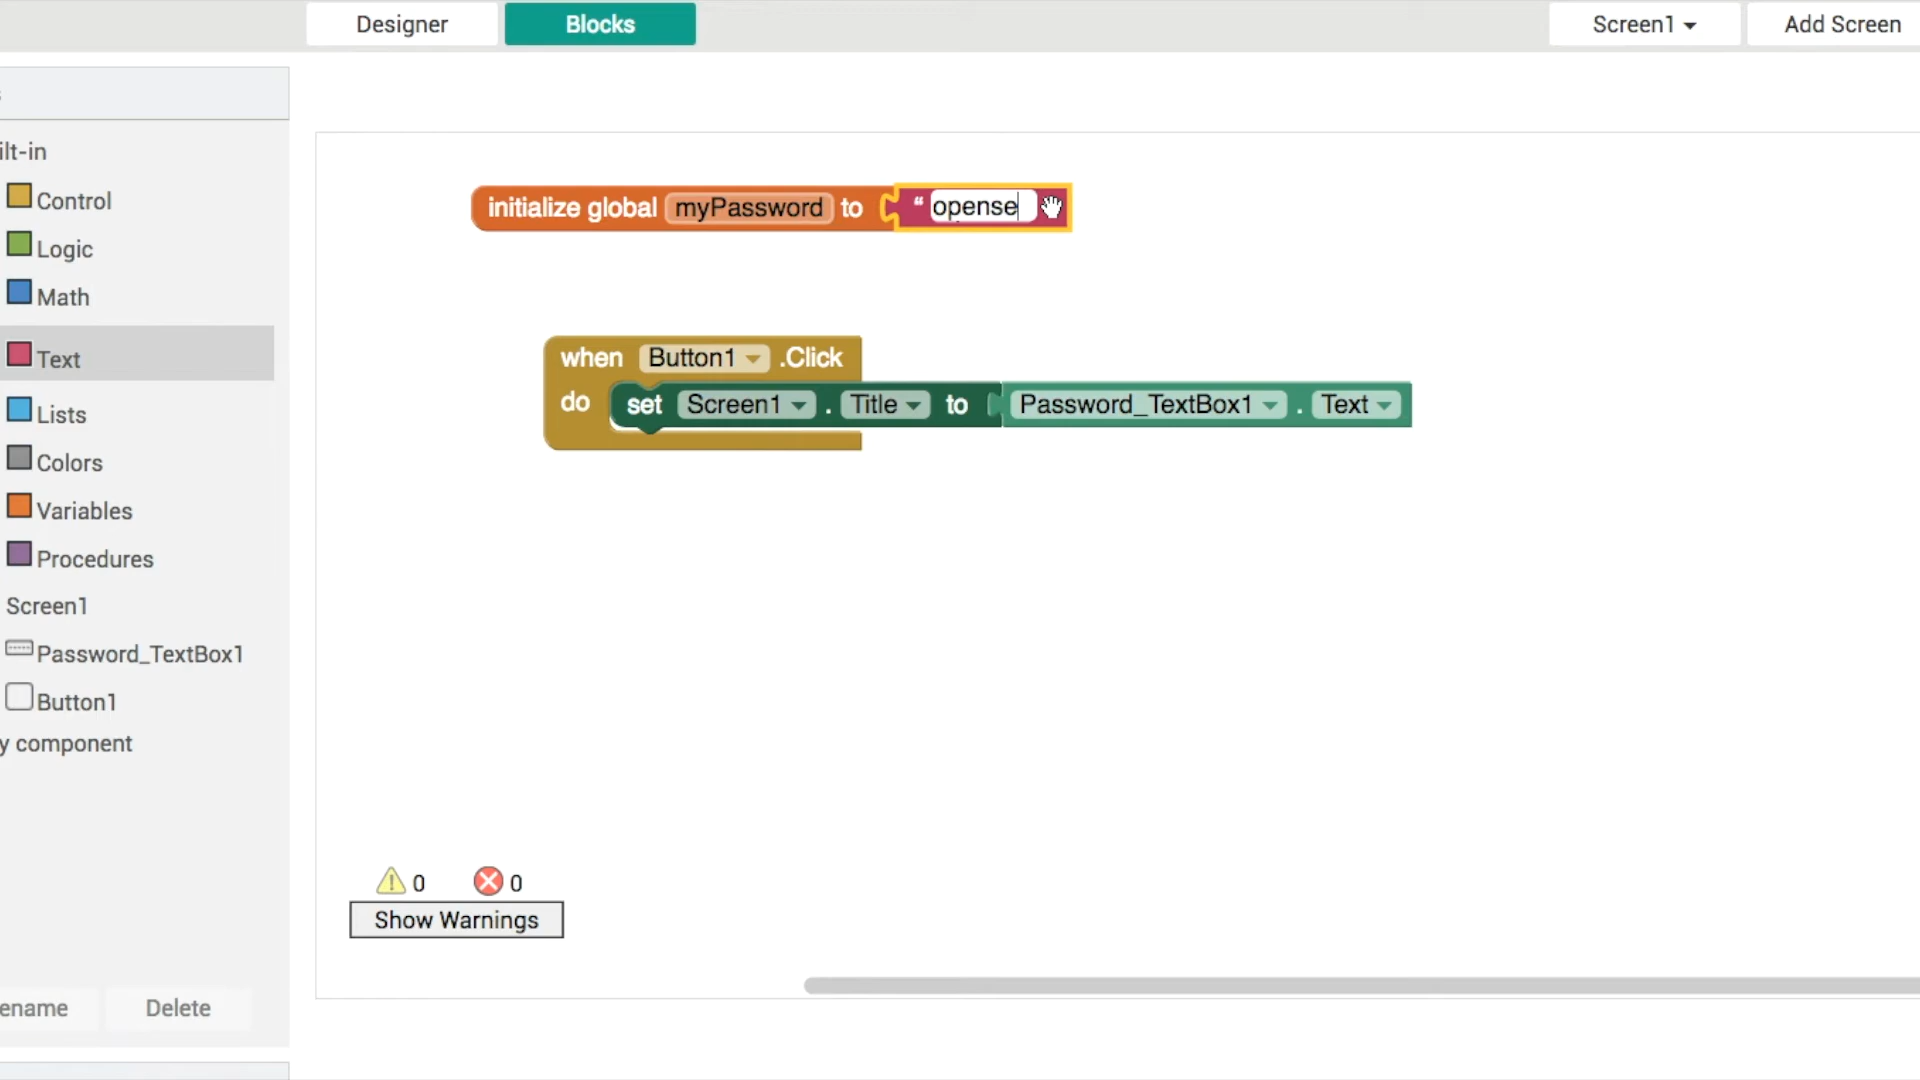 Designer
Blocks
Screen1
Add Screen
ilt-in
Control
Logic
Math
Text
Lists
Colors
Variables
Procedures
Screen1
Password_TextBox1
Button1
y component
ename
Delete
initialize global myPassword to “ opense
when Button1 .Click
do set Screen1 . Title to Password_TextBox1 . Text
0 0
Show Warnings